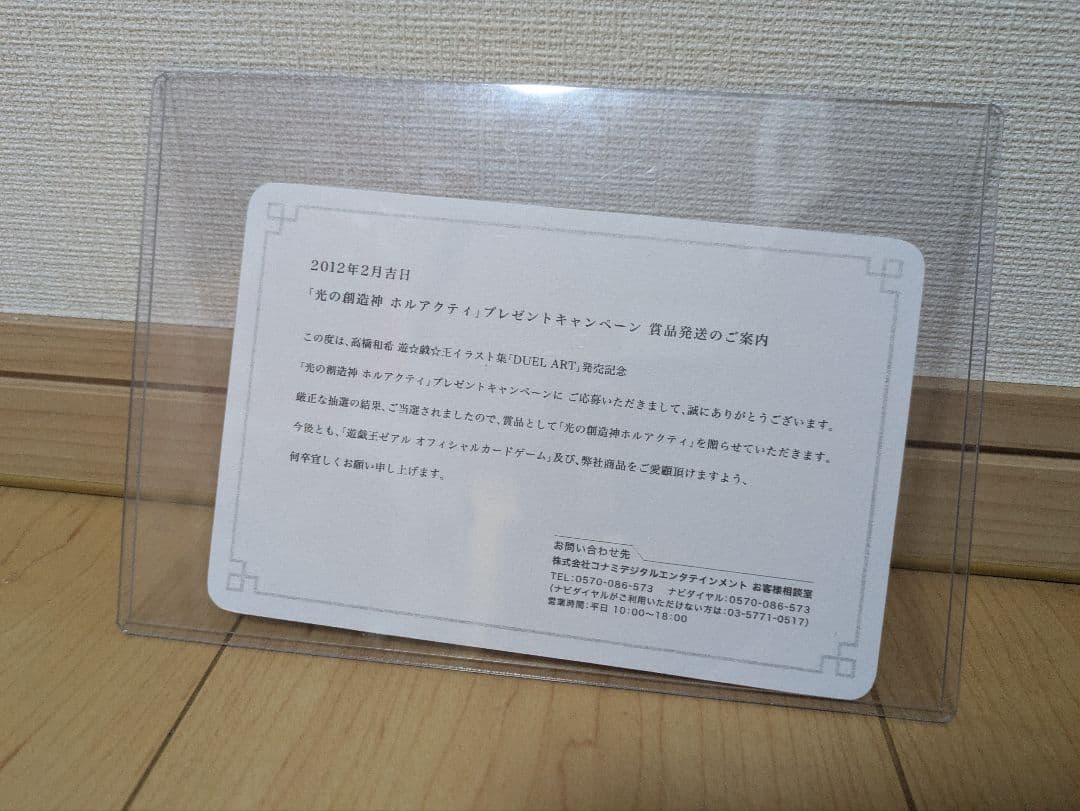 2012年2月吉日
「光の創造神 ホルアクティ」プレゼントキャンペーン 賞品発送のご案内
この度は、高橋和希 遊☆戯☆王イラスト集「DUEL ART」発売記念
「光の創造神 ホルアクティ」プレゼントキャンペーンに ご応募いただきまして、誠にありがとうございます。
厳正な抽選の結果、ご当選されましたので、賞品として「光の創造神ホルアクティ」を贈らせていただきます。
今後とも、「遊戯王ゼアル オフィシャルカードゲーム」及び、弊社商品をご愛顧頂けますよう、
何卒宜しくお願い申し上げます。
お問い合わせ先
株式会社コナミデジタルエンタテインメント お客様相談室
TEL:0570-086-573 ナビダイヤル:0570-086-573
(ナビダイヤルがご利用いただけない方は:03-5771-0517)
営業時間:平日 10:00〜18:00